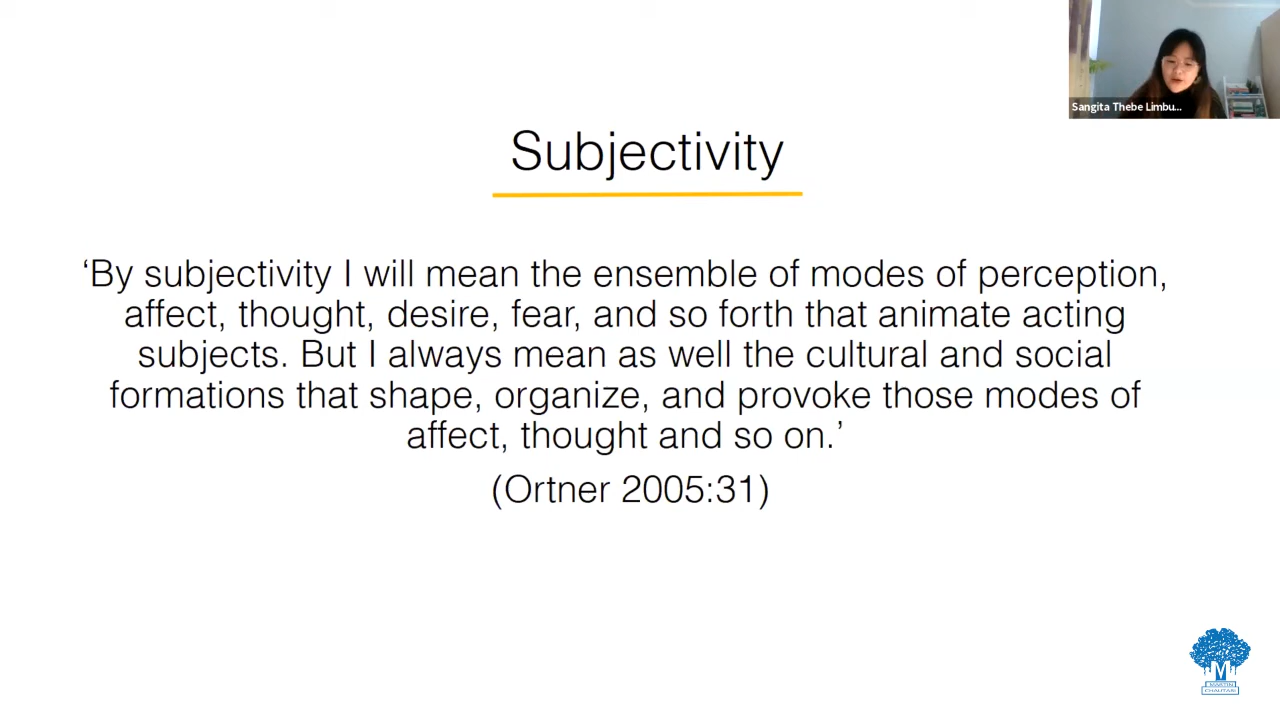 Sangita Thebe Limbu...
Subjectivity
‘By subjectivity I will mean the ensemble of modes of perception,
affect, thought, desire, fear, and so forth that animate acting
subjects. But I always mean as well the cultural and social
formations that shape, organize, and provoke those modes of
affect, thought and so on.’
(Ortner 2005:31)
M
MARTIN
CHAUTARI